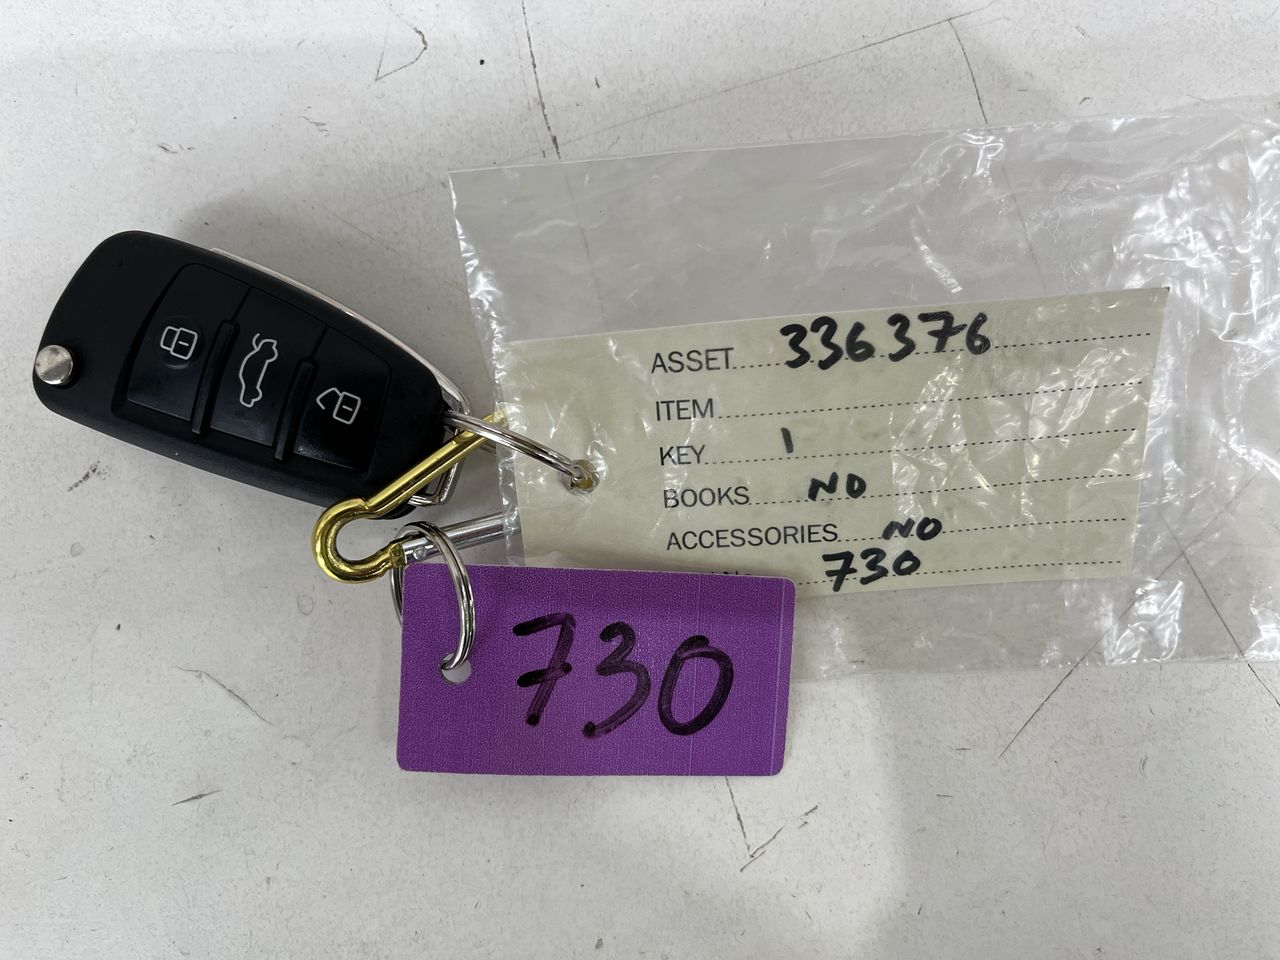 ASSET 336376
ITEM
KEY 1
BOOKS NO
ACCESSORIES NO
730
730